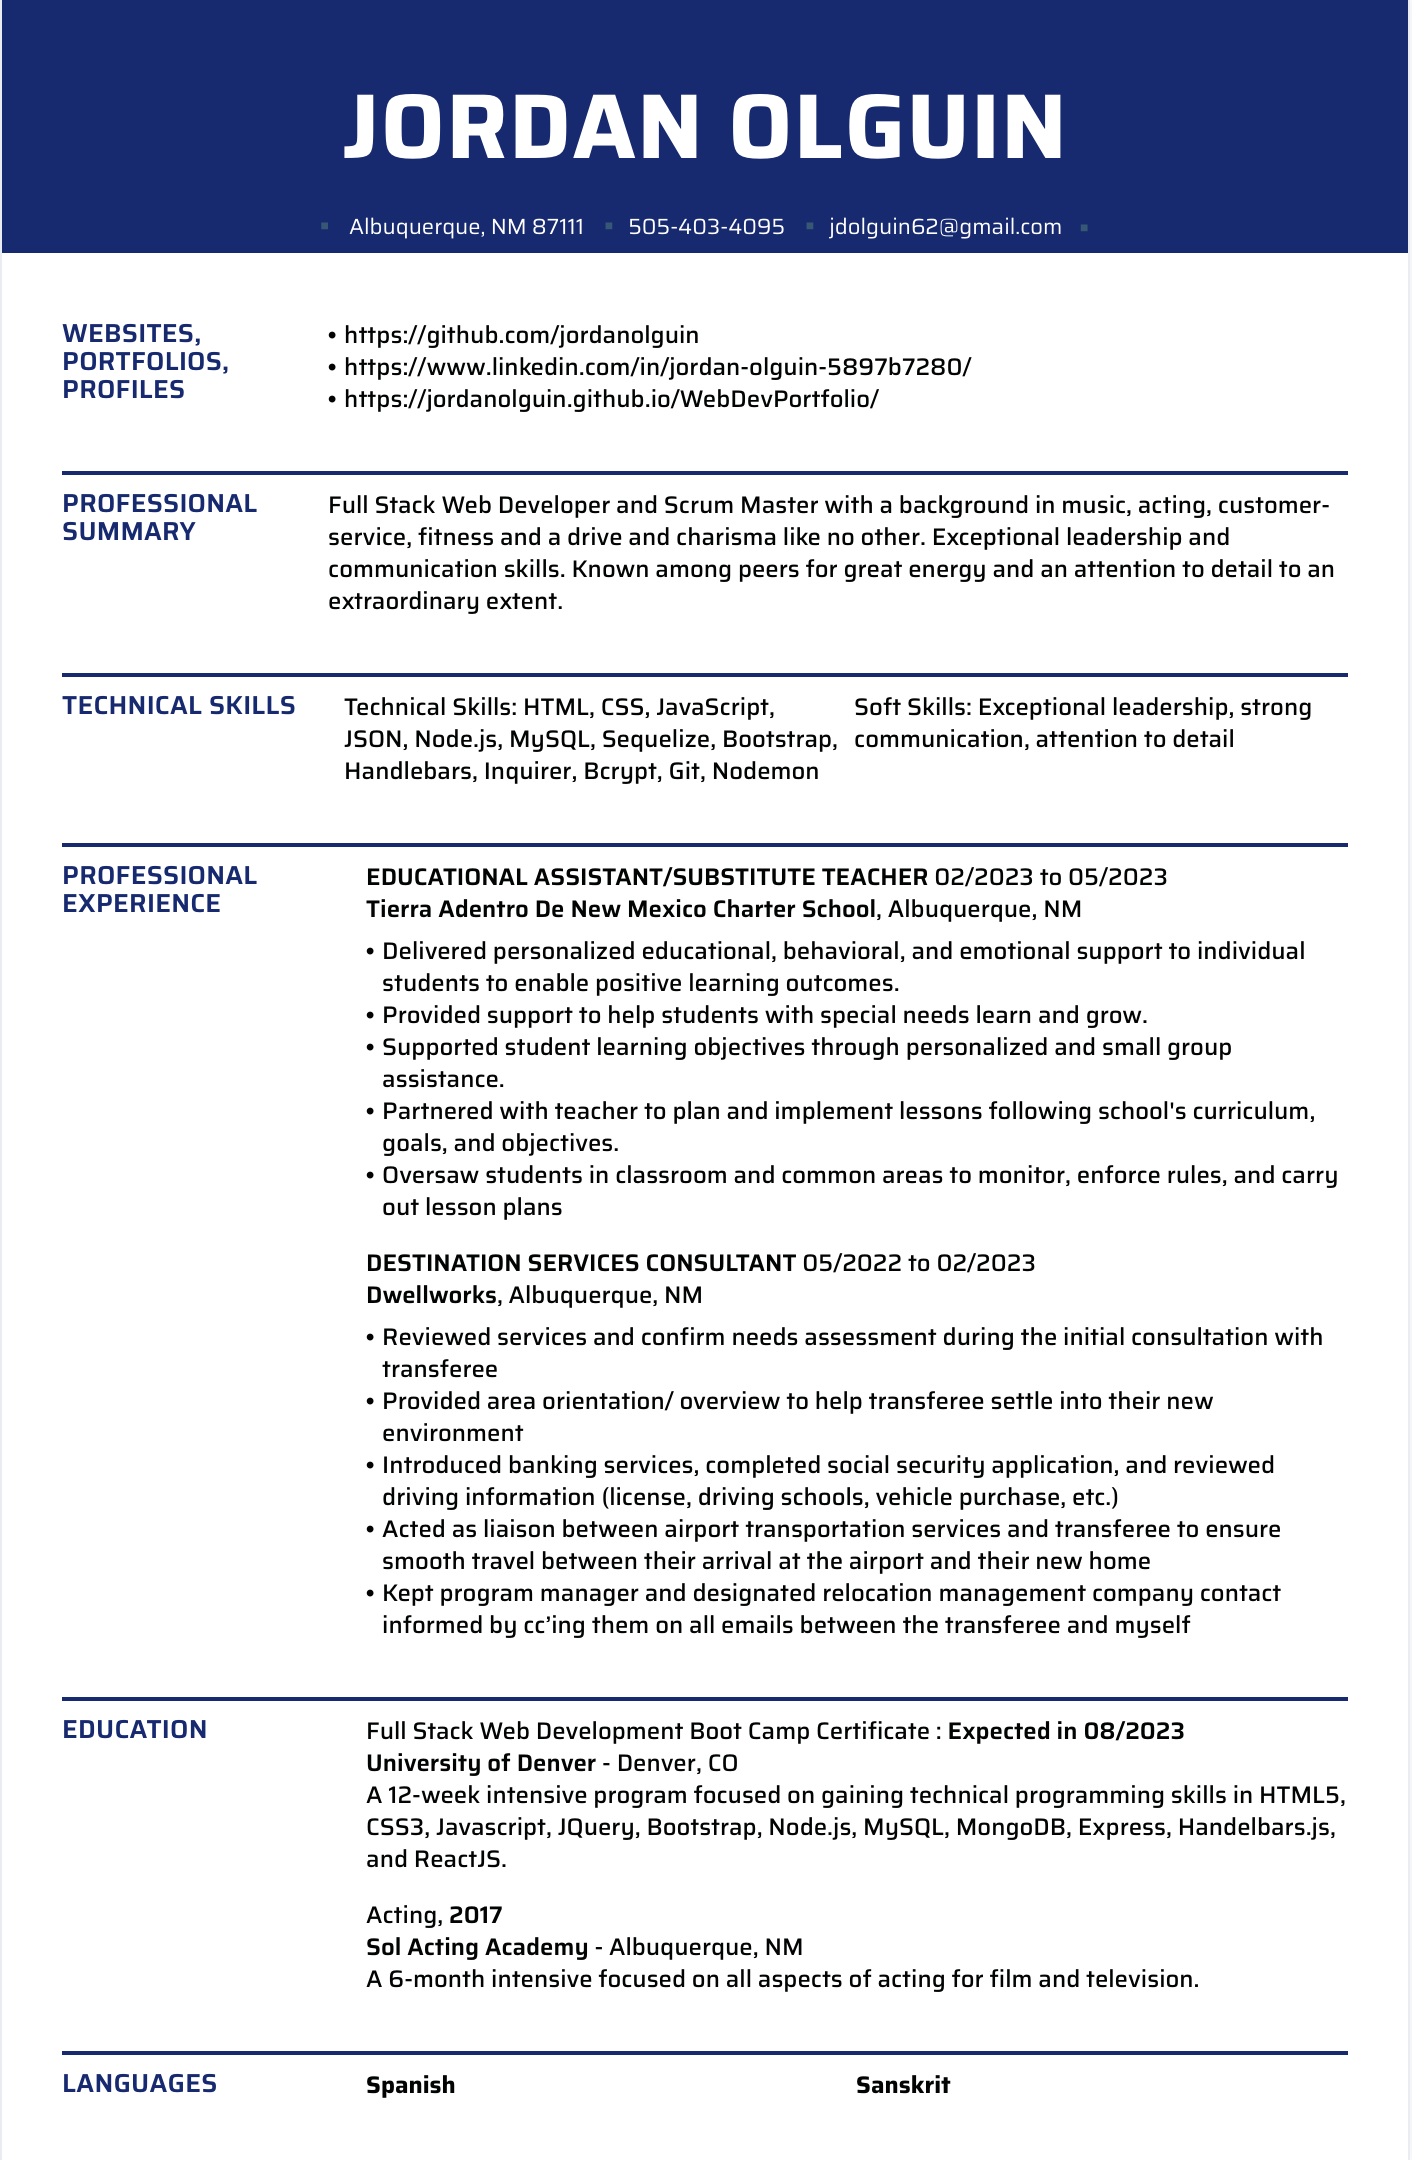 JORDAN OLGUIN
▪ Albuquerque, NM 87111 ▪ 505-403-4095 ▪ jdolguin62@gmail.com ▪
WEBSITES,
PORTFOLIOS,
PROFILES
• https://github.com/jordanolguin
• https://www.linkedin.com/in/jordan-olguin-5897b7280/
• https://jordanolguin.github.io/WebDevPortfolio/
PROFESSIONAL
SUMMARY
Full Stack Web Developer and Scrum Master with a background in music, acting, customer-
service, fitness and a drive and charisma like no other. Exceptional leadership and
communication skills. Known among peers for great energy and an attention to detail to an
extraordinary extent.
TECHNICAL SKILLS
Technical Skills: HTML, CSS, JavaScript,
JSON, Node.js, MySQL, Sequelize, Bootstrap,
Handlebars, Inquirer, Bcrypt, Git, Nodemon
Soft Skills: Exceptional leadership, strong
communication, attention to detail
PROFESSIONAL
EXPERIENCE
EDUCATIONAL ASSISTANT/SUBSTITUTE TEACHER 02/2023 to 05/2023
Tierra Adentro De New Mexico Charter School, Albuquerque, NM
• Delivered personalized educational, behavioral, and emotional support to individual
students to enable positive learning outcomes.
• Provided support to help students with special needs learn and grow.
• Supported student learning objectives through personalized and small group
assistance.
• Partnered with teacher to plan and implement lessons following school's curriculum,
goals, and objectives.
• Oversaw students in classroom and common areas to monitor, enforce rules, and carry
out lesson plans
DESTINATION SERVICES CONSULTANT 05/2022 to 02/2023
Dwellworks, Albuquerque, NM
• Reviewed services and confirm needs assessment during the initial consultation with
transferee
• Provided area orientation/ overview to help transferee settle into their new
environment
• Introduced banking services, completed social security application, and reviewed
driving information (license, driving schools, vehicle purchase, etc.)
• Acted as liaison between airport transportation services and transferee to ensure
smooth travel between their arrival at the airport and their new home
• Kept program manager and designated relocation management company contact
informed by cc’ing them on all emails between the transferee and myself
EDUCATION
Full Stack Web Development Boot Camp Certificate : Expected in 08/2023
University of Denver - Denver, CO
A 12-week intensive program focused on gaining technical programming skills in HTML5,
CSS3, Javascript, JQuery, Bootstrap, Node.js, MySQL, MongoDB, Express, Handelbars.js,
and ReactJS.
Acting, 2017
Sol Acting Academy - Albuquerque, NM
A 6-month intensive focused on all aspects of acting for film and television.
LANGUAGES
Spanish
Sanskrit